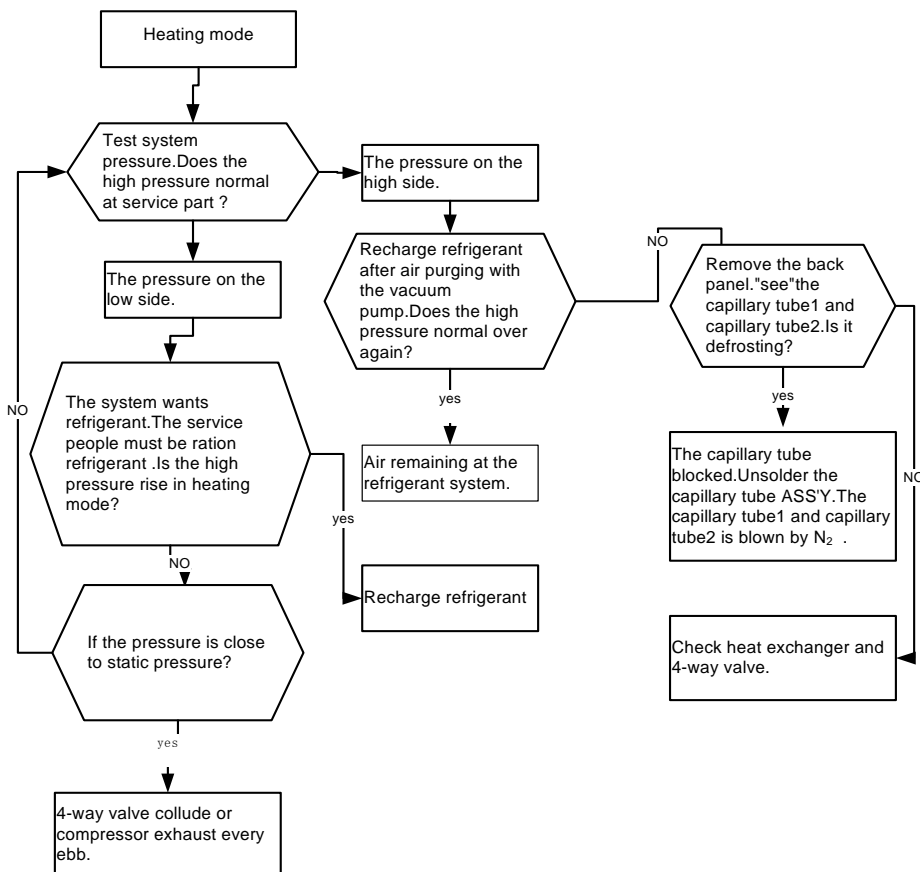 Heating mode
Test system
pressure.Does the
high pressure normal
at service part ?
The pressure on the
high side.
The pressure on the
low side.
Recharge refrigerant
after air purging with
the vacuum
pump.Does the high
pressure normal over
again?
NO
Remove the back
panel."see"the
capillary tube1 and
capillary tube2.Is it
defrosting?
NO
The system wants
refrigerant.The service
people must be ration
refrigerant .Is the high
pressure rise in heating
mode?
yes
yes
Air remaining at the
refrigerant system.
The capillary tube
blocked.Unsolder the
capillary tube ASS'Y.The
capillary tube1 and capillary
tube2 is blown by N₂ .
NO
yes
NO
Recharge refrigerant
If the pressure is close
to static pressure?
Check heat exchanger and
4-way valve.
yes
4-way valve collude or
compressor exhaust every
ebb.